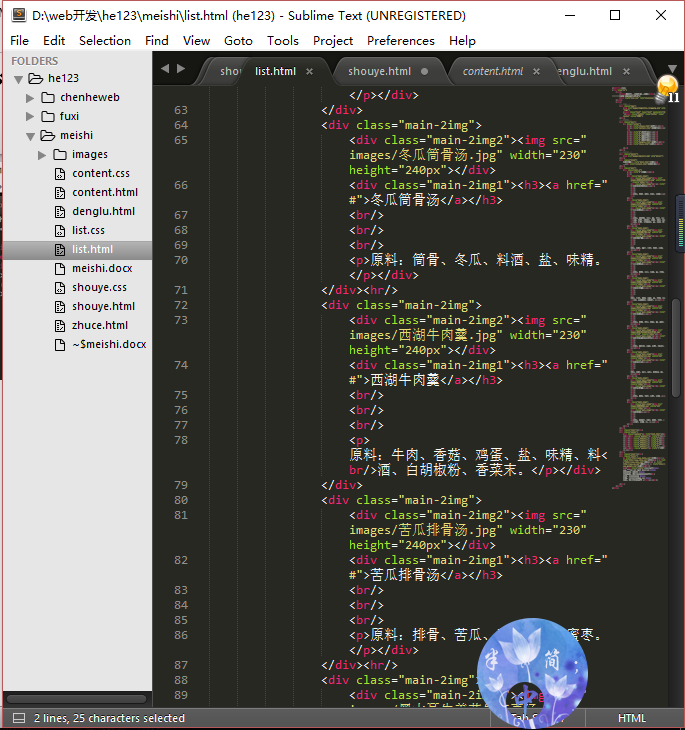 D:\web开发\he123\meishi\list.html (he123) - Sublime Text (UNREGISTERED)
File Edit Selection Find View Goto Tools Project Preferences Help
FOLDERS
he123
chenheweb
fuxi
meishi
images
content.css
content.html
denglu.html
list.css
list.html
meishi.docx
shouye.css
shouye.html
zhuce.html
~$meishi.docx
shou list.html shouye.html content.html englu.html
</p></div>
63 </div>
64 <div class="main-2img">
65 <div class="main-2img2"><img src="
images/冬瓜筒骨汤.jpg" width="230"
height="240px"></div>
66 <div class="main-2img1"><h3><a href="
#">冬瓜筒骨汤</a></h3>
67 <br/>
68 <br/>
69 <br/>
70 <p>原料：筒骨、冬瓜、料酒、盐、味精。
</p></div>
71 </div><hr/>
72 <div class="main-2img">
73 <div class="main-2img2"><img src="
images/西湖牛肉羹.jpg" width="230"
height="240px"></div>
74 <div class="main-2img1"><h3><a href="
#">西湖牛肉羹</a></h3>
75 <br/>
76 <br/>
77 <br/>
78 <p>
原料：牛肉、香菇、鸡蛋、盐、味精、料<
br/>酒、白胡椒粉、香菜末。</p></div>
79 </div>
80 <div class="main-2img">
81 <div class="main-2img2"><img src="
images/苦瓜排骨汤.jpg" width="230"
height="240px"></div>
82 <div class="main-2img1"><h3><a href="
#">苦瓜排骨汤</a></h3>
83 <br/>
84 <br/>
85 <br/>
86 <p>原料：排骨、苦瓜、 蜜枣。
</p></div>
87 </div><hr/>
88 <div class="main-2img">
89 <div class="main-2img2"><img
半 简
2 lines, 25 characters selected
HTML